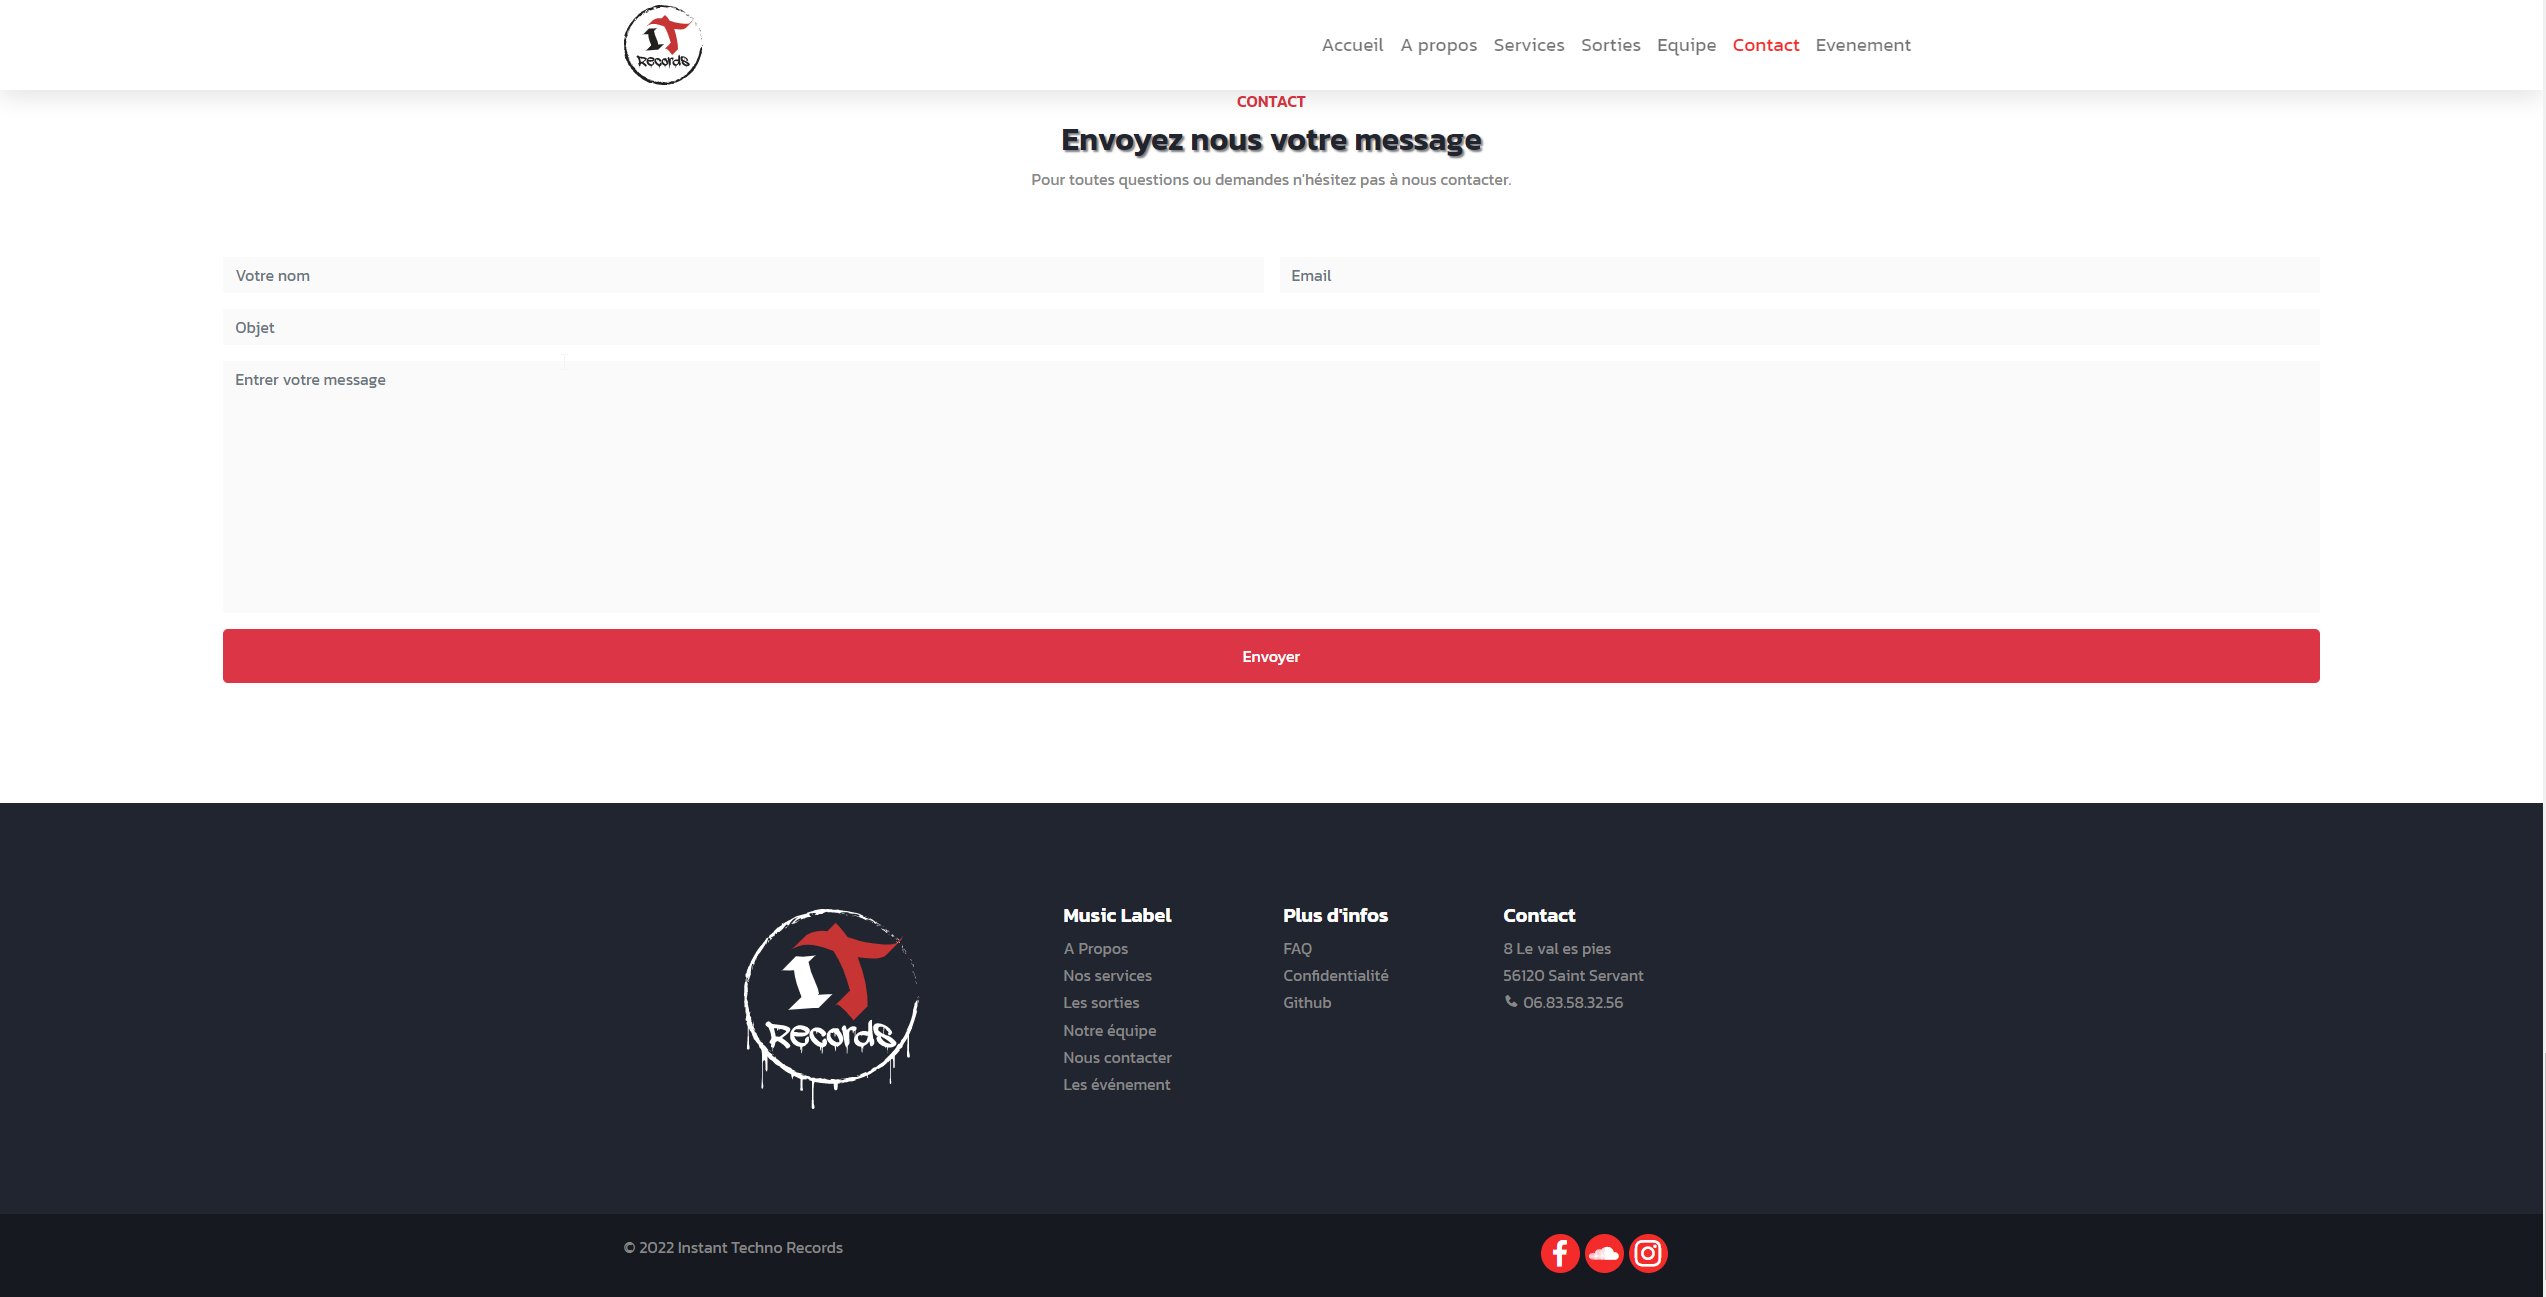 IT
Records
Accueil A propos Services Sorties Equipe Contact Evenement
CONTACT
Envoyez nous votre message
Pour toutes questions ou demandes n'hésitez pas à nous contacter.
Votre nom
Email
Objet
Entrer votre message
Envoyer
IT
Records
Music Label
A Propos
Nos services
Les sorties
Notre équipe
Nous contacter
Les événement
Plus d'infos
FAQ
Confidentialité
Github
Contact
8 Le val es pies
56120 Saint Servant
06.83.58.32.56
© 2022 Instant Techno Records